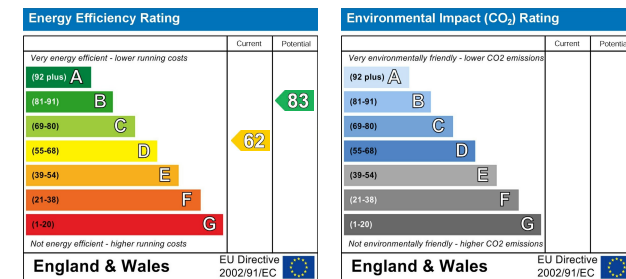 Energy Efficiency Rating
Current Potential
Very energy efficient - lower running costs
(92 plus) A
(81-91) B
83
(69-80) C
(55-68) D
62
(39-54) E
(21-38) F
(1-20) G
Not energy efficient - higher running costs
England & Wales
EU Directive
2002/91/EC
Environmental Impact (CO2) Rating
Current Potential
Very environmentally friendly - lower CO2 emissions
(92 plus) A
(81-91) B
(69-80) C
(55-68) D
(39-54) E
(21-38) F
(1-20) G
Not environmentally friendly - higher CO2 emissions
England & Wales
EU Directive
2002/91/EC